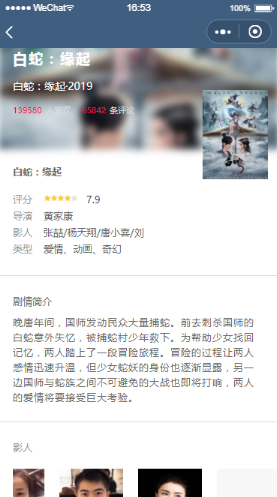 WeChat
16:53
100%
白蛇：缘起
白蛇：缘起·2019
139580
65842 条评论
白蛇：缘起
评分 7.9
导演 黄家康
影人 张喆/杨天翔/唐小喜/刘
类型 爱情、动画、奇幻
剧情简介
晚唐年间，国师发动民众大量捕蛇。前去刺杀国师的
白蛇意外失忆，被捕蛇村少年救下。为帮助少女找回
记忆，两人踏上了一段冒险旅程。冒险的过程让两人
感情迅速升温，但少女蛇妖的身份也逐渐显露，另一
边国师与蛇族之间不可避免的大战也即将打响，两人
的爱情将要接受巨大考验。
影人